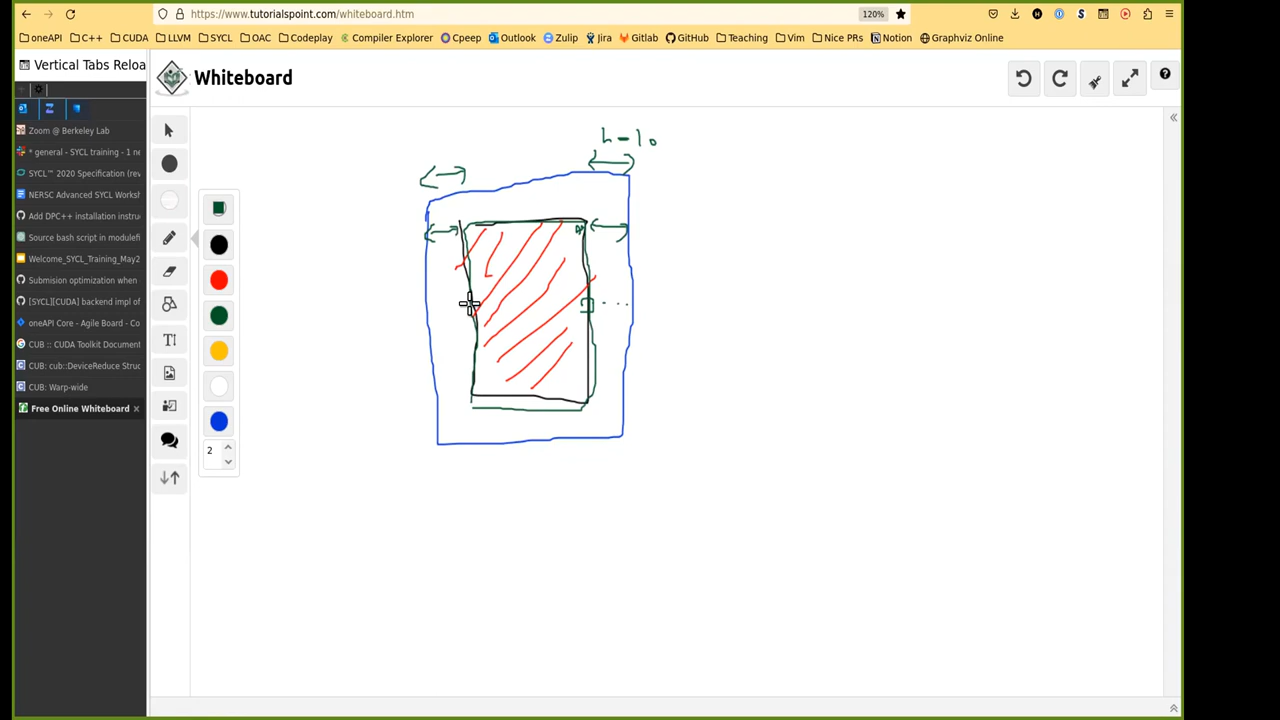 https://www.tutorialspoint.com/whiteboard.htm
120%
oneAPI C++ CUDA LLVM SYCL OAC Codeplay Compiler Explorer Cpeep Outlook Zulip Jira Gitlab GitHub Teaching Vim Nice PRs Notion Graphviz Online
Vertical Tabs Reloa
Whiteboard
Zoom @ Berkeley Lab
* general - SYCL training - 1 ne
SYCL™ 2020 Specification (rev
NERSC Advanced SYCL Worksh
Add DPC++ installation instruc
Source bash script in modulefi
Welcome_SYCL_Training_May2
Submision optimization when
[SYCL][CUDA] backend impl of
oneAPI Core - Agile Board - Co
CUB :: CUDA Toolkit Document
CUB: cub::DeviceReduce Struc
CUB: Warp-wide
Free Online Whiteboard
2
h=10